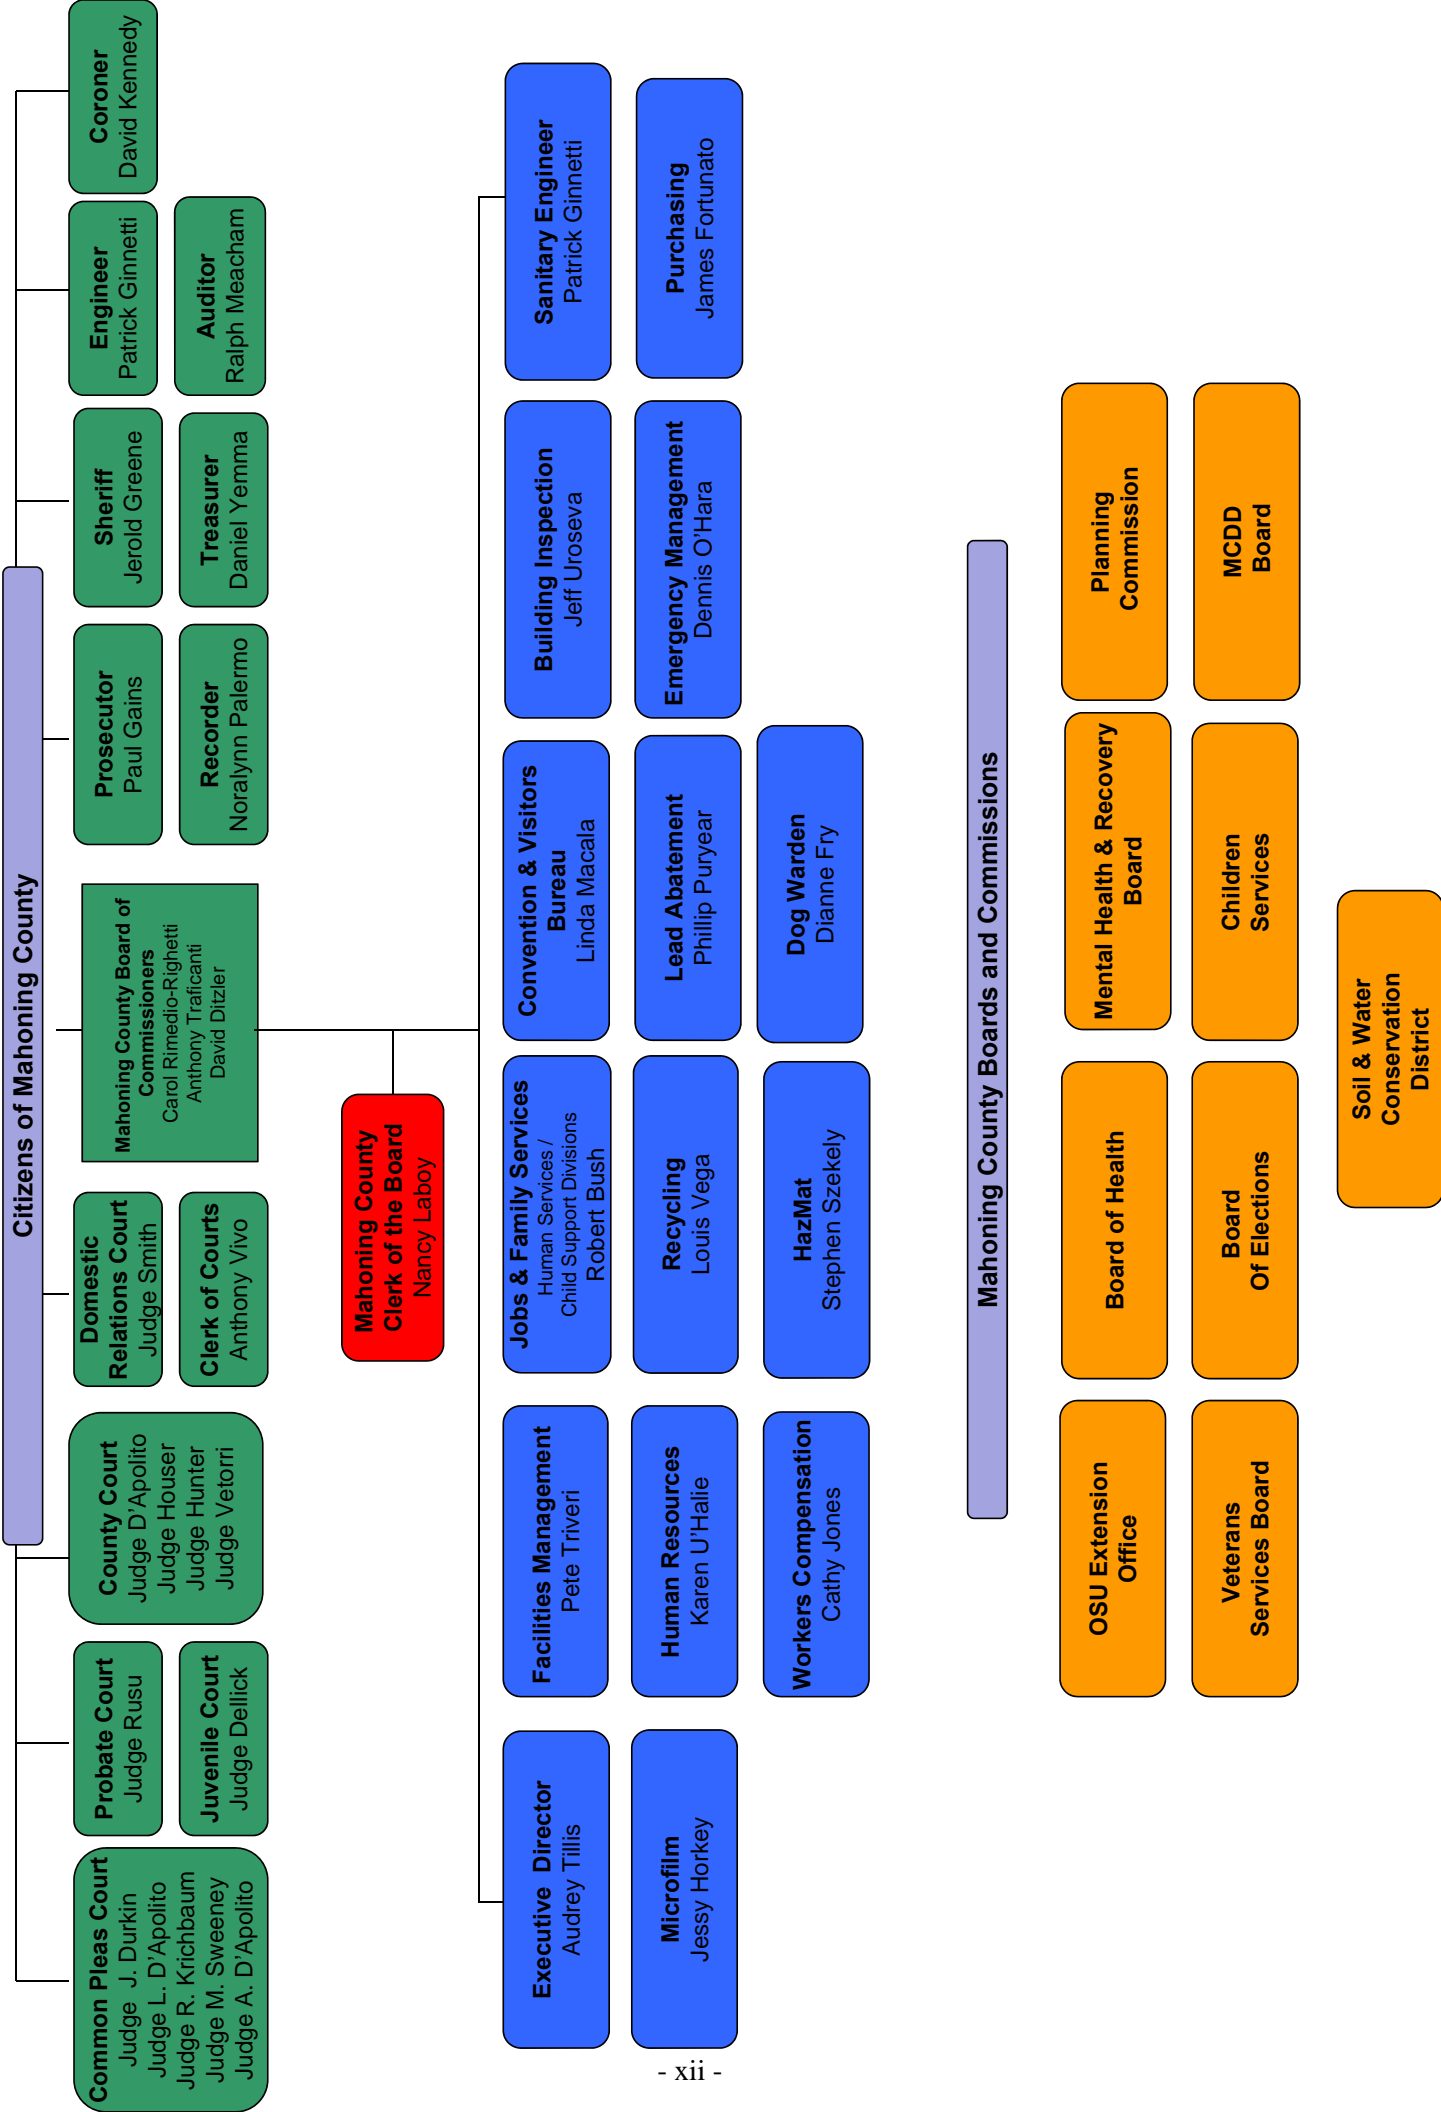 Citizens of Mahoning County
Common Pleas Court
Judge J. Durkin
Judge L. D'Apolito
Judge R. Krichbaum
Judge M. Sweeney
Judge A. D'Apolito
Probate Court
Judge Rusu
Juvenile Court
Judge Dellick
County Court
Judge D'Apolito
Judge Houser
Judge Hunter
Judge Vetorri
Domestic
Relations Court
Judge Smith
Clerk of Courts
Anthony Vivo
Mahoning County Board of
Commissioners
Carol Rimedio-Righetti
Anthony Traficanti
David Ditzler
Prosecutor
Paul Gains
Recorder
Noralynn Palermo
Sheriff
Jerold Greene
Treasurer
Daniel Yemma
Engineer
Patrick Ginnetti
Auditor
Ralph Meacham
Coroner
David Kennedy
Mahoning County
Clerk of the Board
Nancy Laboy
Executive Director
Audrey Tillis
Microfilm
Jessy Horkey
Facilities Management
Pete Triveri
Human Resources
Karen U'Halie
Workers Compensation
Cathy Jones
Jobs & Family Services
Human Services /
Child Support Divisions
Robert Bush
Recycling
Louis Vega
HazMat
Stephen Szekely
Convention & Visitors
Bureau
Linda Macala
Lead Abatement
Phillip Puryear
Dog Warden
Dianne Fry
Building Inspection
Jeff Uroseva
Emergency Management
Dennis O'Hara
Sanitary Engineer
Patrick Ginnetti
Purchasing
James Fortunato
Mahoning County Boards and Commissions
OSU Extension
Office
Veterans
Services Board
Board of Health
Board
Of Elections
Mental Health & Recovery
Board
Children
Services
Planning
Commission
MCDD
Board
Soil & Water
Conservation
District
- xii -